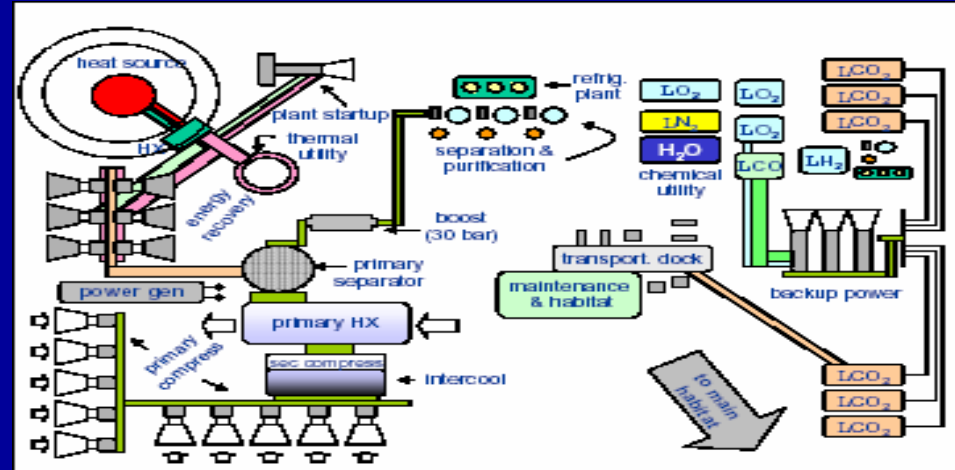 heat source
HX
plant startup
thermal
utility
energy
recovery
refrig.
plant
separation &
purification
LO₂
LN₂
H₂O
chemical
utility
LO₂
LO₂
LCO
LH₂
LCO₂
LCO₂
LCO₂
boost
(30 bar)
primary
separator
transport. dock
maintenance
& habitat
backup power
power gen
primary HX
primary
compress
sec compress
intercool
to main
habitat
LCO₂
LCO₂
LCO₂